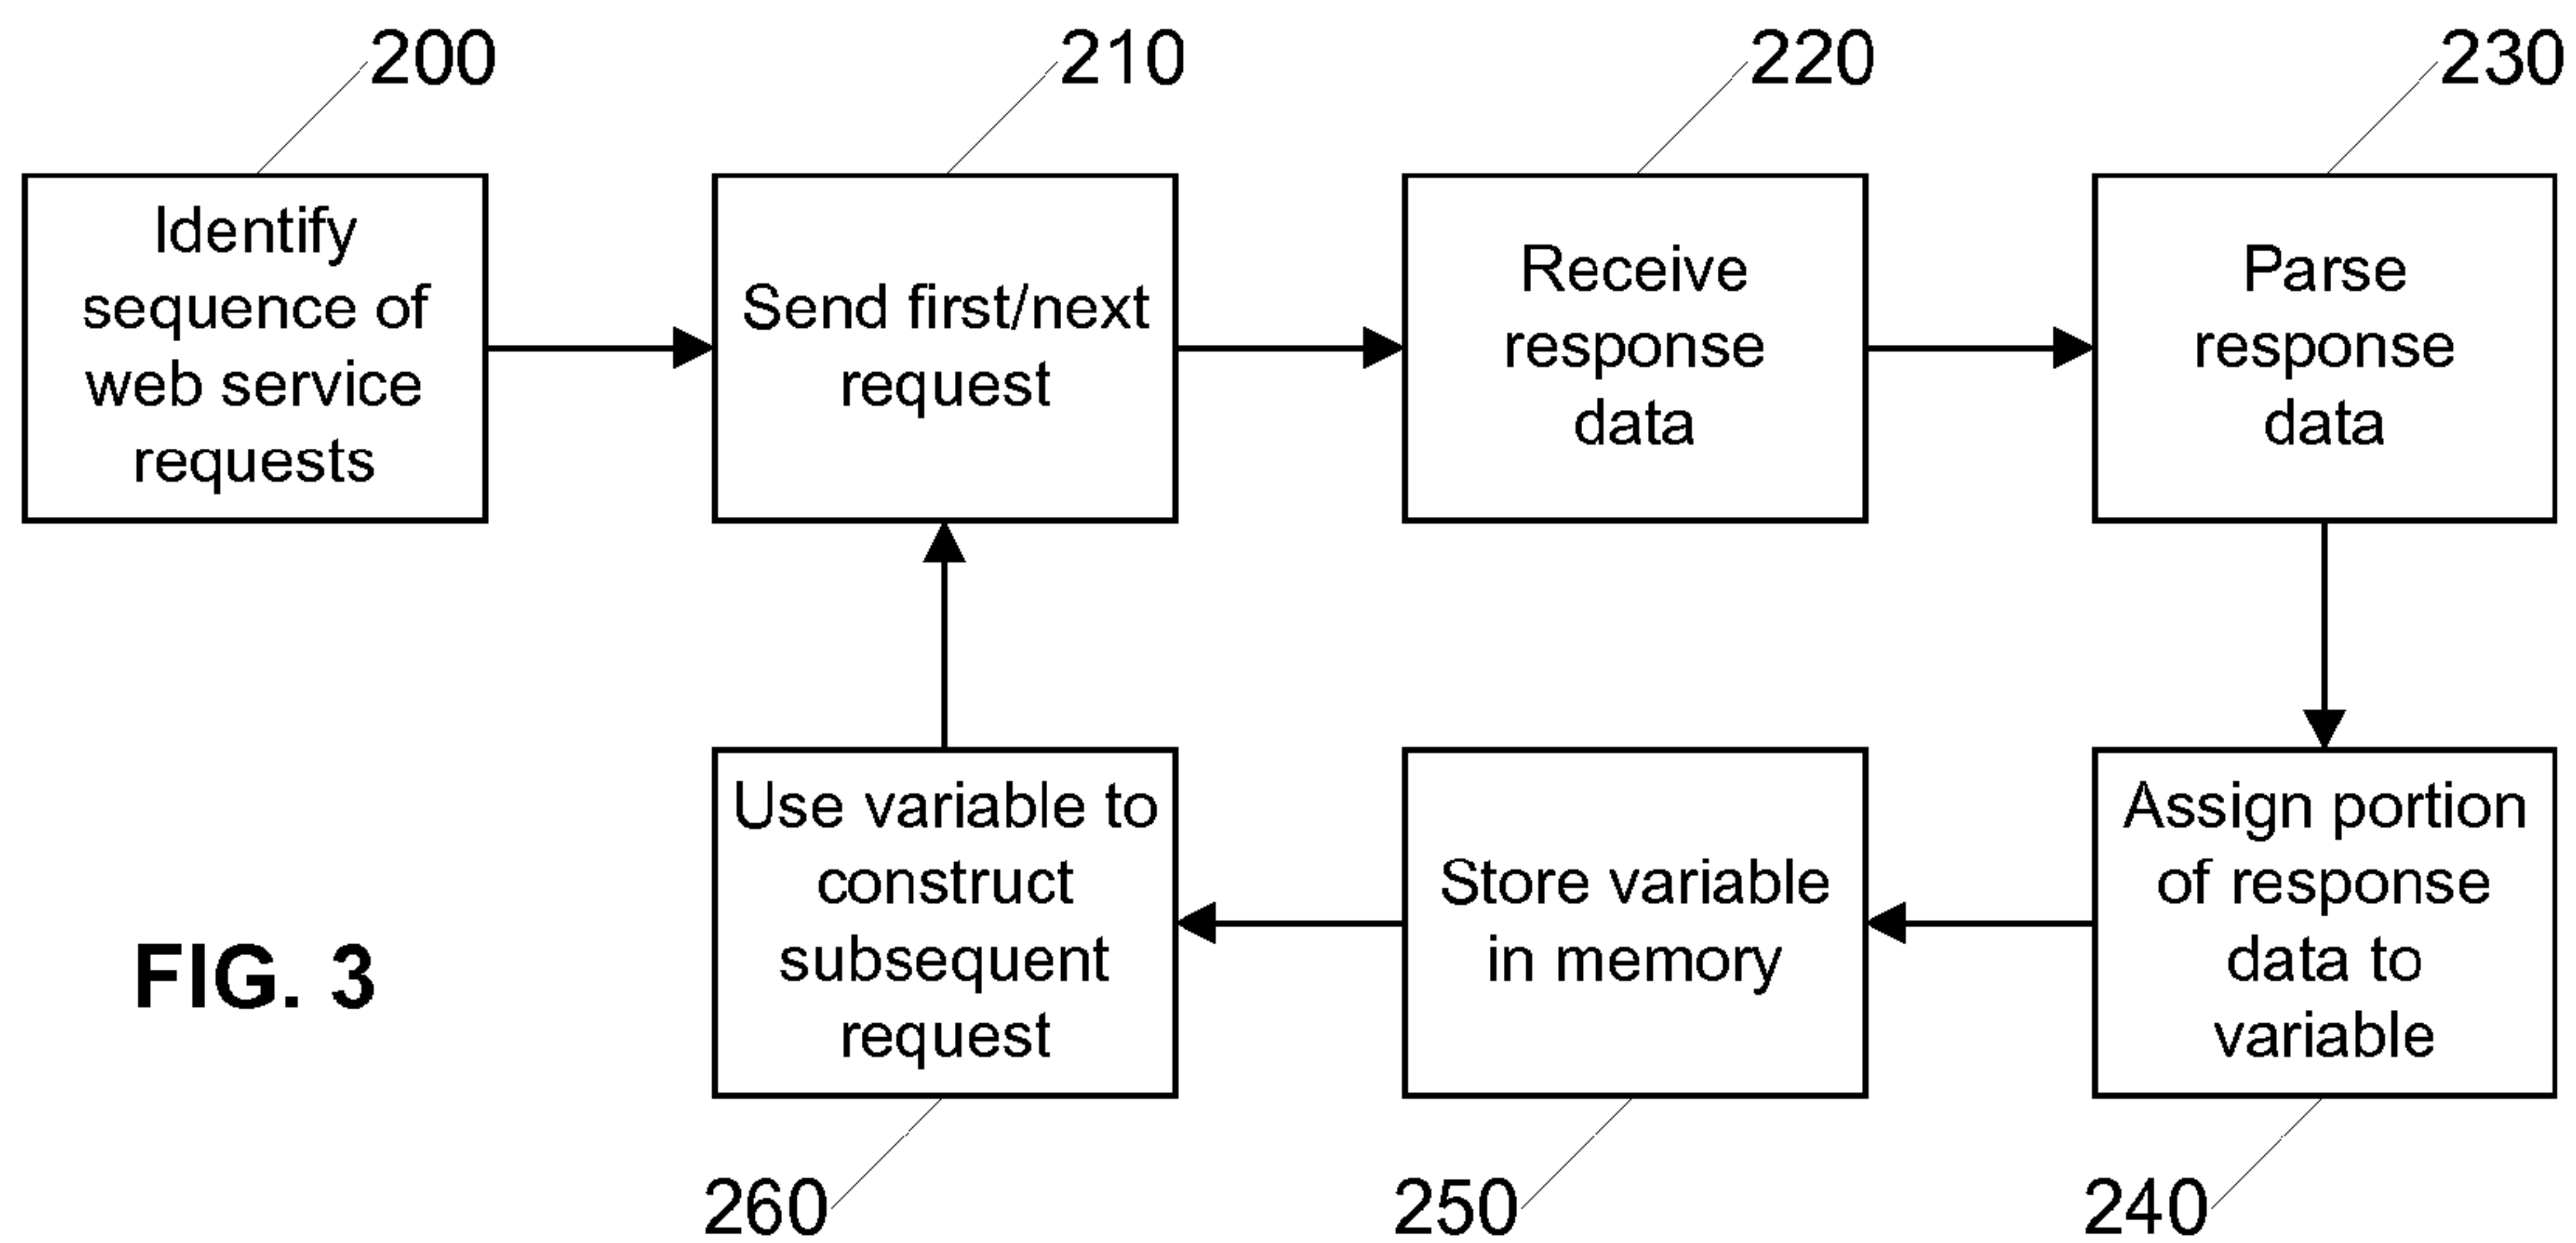 200
210
220
230
Identify
sequence of
web service
requests
Send first/next
request
Receive
response
data
Parse
response
data
Use variable to
construct
subsequent
request
Store variable
in memory
Assign portion
of response
data to
variable
FIG. 3
260
250
240